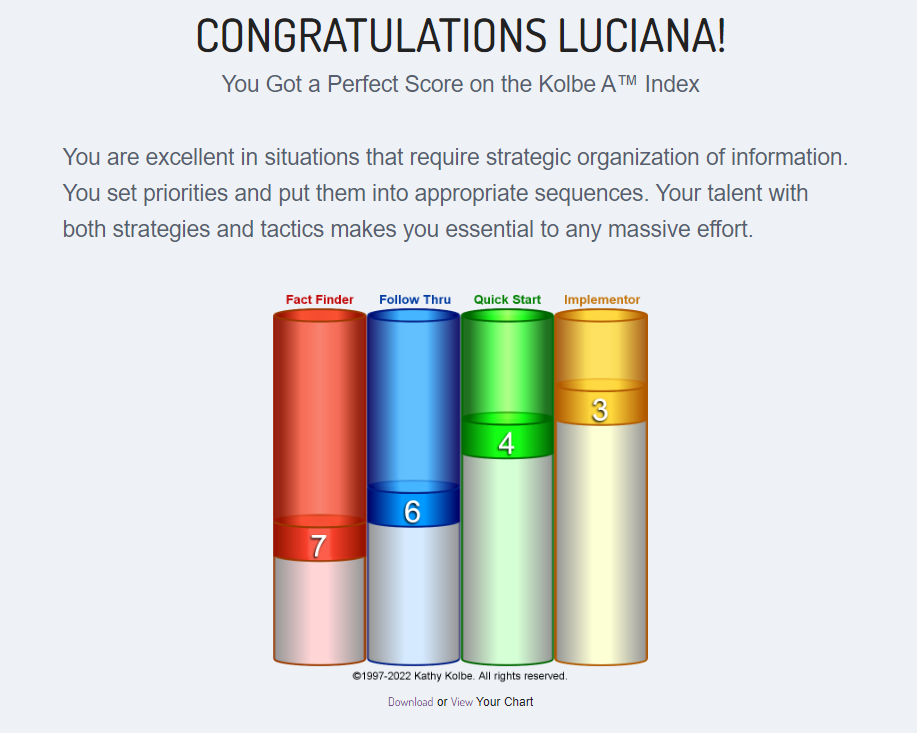 CONGRATULATIONS LUCIANA!
You Got a Perfect Score on the Kolbe A™ Index
You are excellent in situations that require strategic organization of information.
You set priorities and put them into appropriate sequences. Your talent with
both strategies and tactics makes you essential to any massive effort.
Fact Finder Follow Thru Quick Start Implementor
3
4
6
7
©1997-2022 Kathy Kolbe. All rights reserved.
Download or View Your Chart